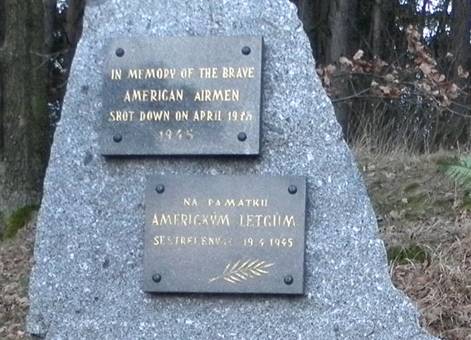 IN MEMORY OF THE BRAVE
AMERICAN AIRMEN
SHOT DOWN ON APRIL 19th
1945
NA PAMÁTKU
AMERICKÝM LETCŮM
SESTŘELENÝM 19.4.1945